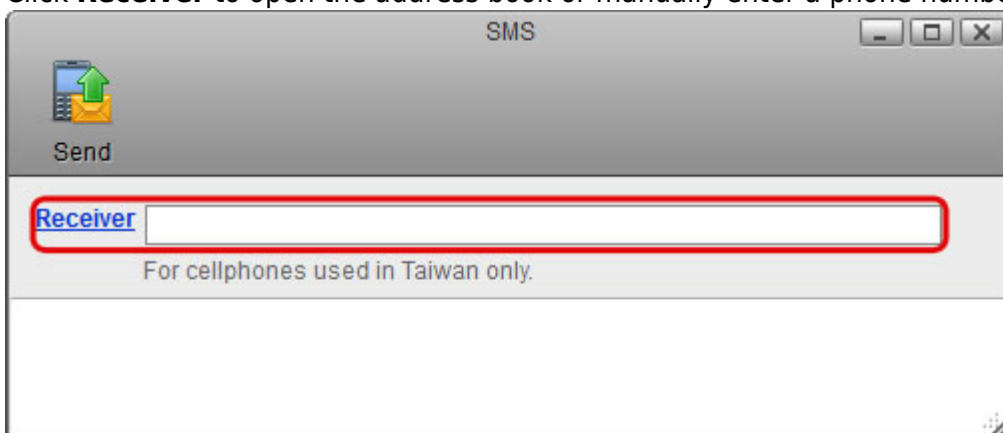 Click Receiver to open the address book or manually enter a phone numbe
SMS
Send
Receiver
For cellphones used in Taiwan only.